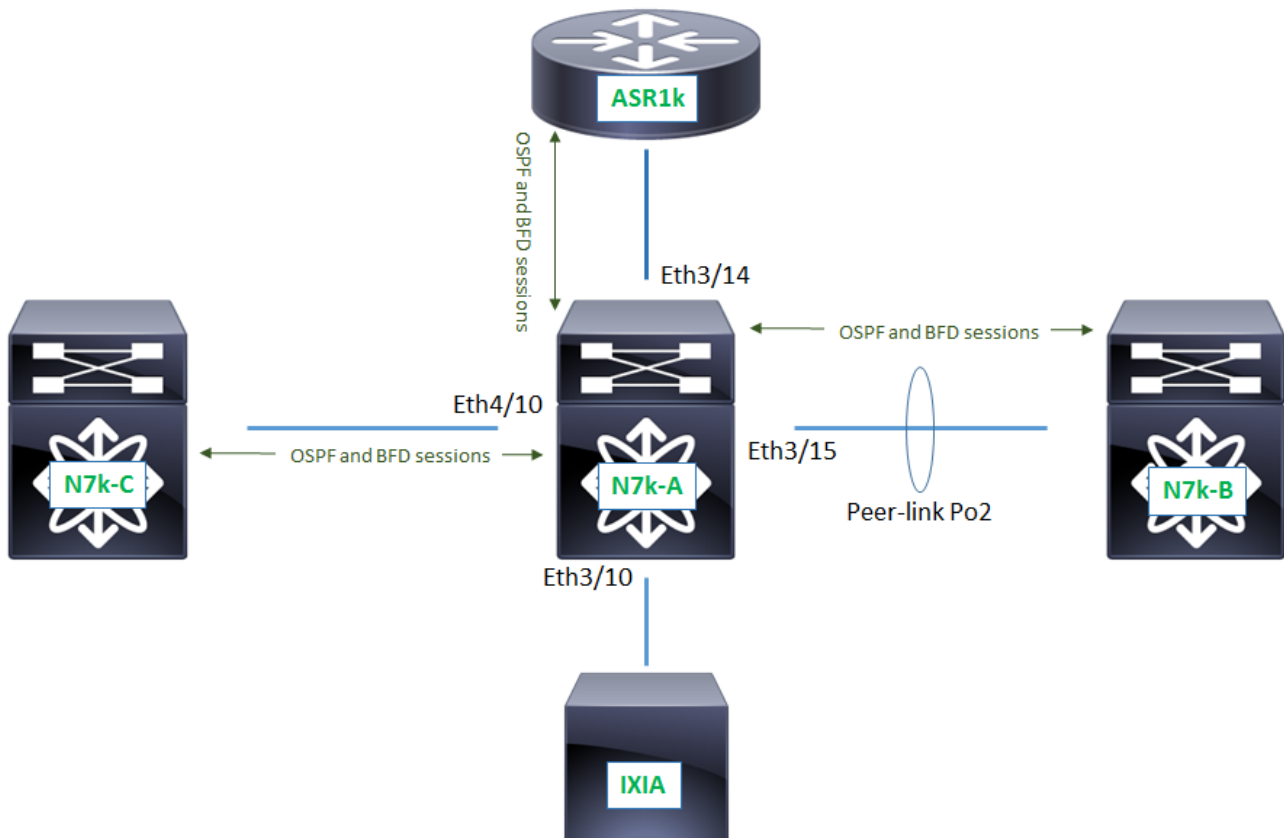 ASR1k
OSPF and BFD sessions
Eth3/14
OSPF and BFD sessions
Eth4/10
Eth3/15
OSPF and BFD sessions
N7k-C
N7k-A
N7k-B
Peer-link Po2
Eth3/10
IXIA